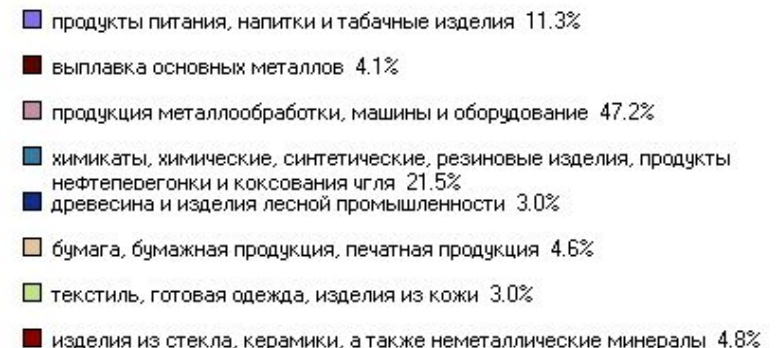 продукты питания, напитки и табачные изделия 11.3%
выплавка основных металлов 4.1%
продукция металлообработки, машины и оборудование 47.2%
химикаты, химические, синтетические, резиновые изделия, продукты
нефтеперегонки и коксования угля 21.5%
древесина и изделия лесной промышленности 3.0%
бумага, бумажная продукция, печатная продукция 4.6%
текстиль, готовая одежда, изделия из кожи 3.0%
изделия из стекла, керамики, а также неметаллические минералы 4.8%